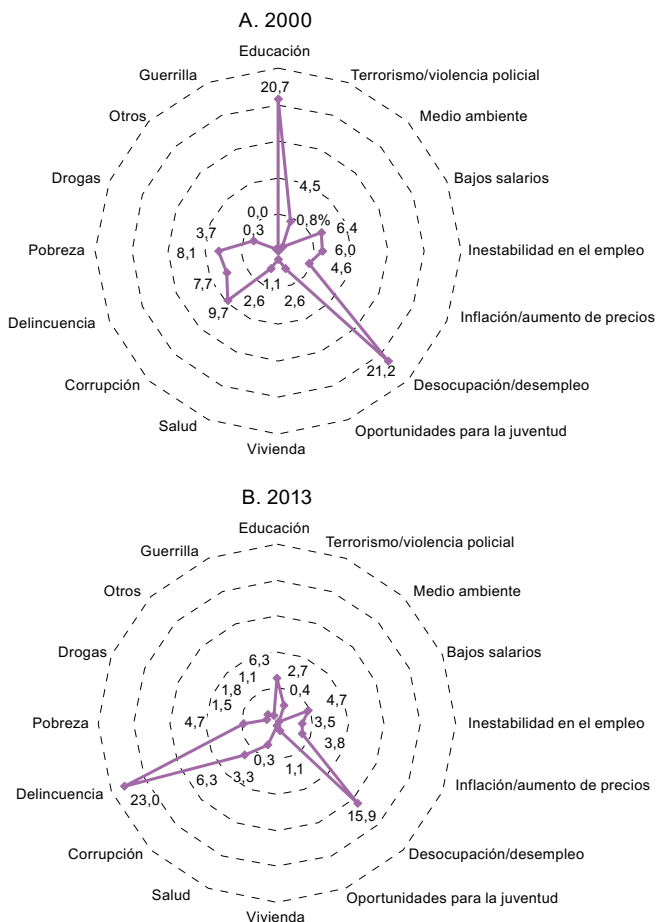 A. 2000
Educación
Guerrilla
Terrorismo/violencia policial
20,7
Otros
Medio ambiente
Drogas
4,5
Bajos salarios
0,0
0,8%
3,7
0,3
6,4
Pobreza
8,1
6,0
Inestabilidad en el empleo
7,7
4,6
1,1
9,7
2,6
2,6
Delincuencia
Inflación/aumento de precios
21,2
Corrupción
Desocupación/desempleo
Salud
Oportunidades para la juventud
Vivienda
B. 2013
Educación
Guerrilla
Terrorismo/violencia policial
Otros
Medio ambiente
Drogas
Bajos salarios
6,3
2,7
1,1
1,8
0,4
1,5
4,7
Pobreza
4,7
3,5
Inestabilidad en el empleo
3,8
0,3
1,1
6,3
3,3
Delincuencia
23,0
Inflación/aumento de precios
15,9
Corrupción
Desocupación/desempleo
Salud
Oportunidades para la juventud
Vivienda